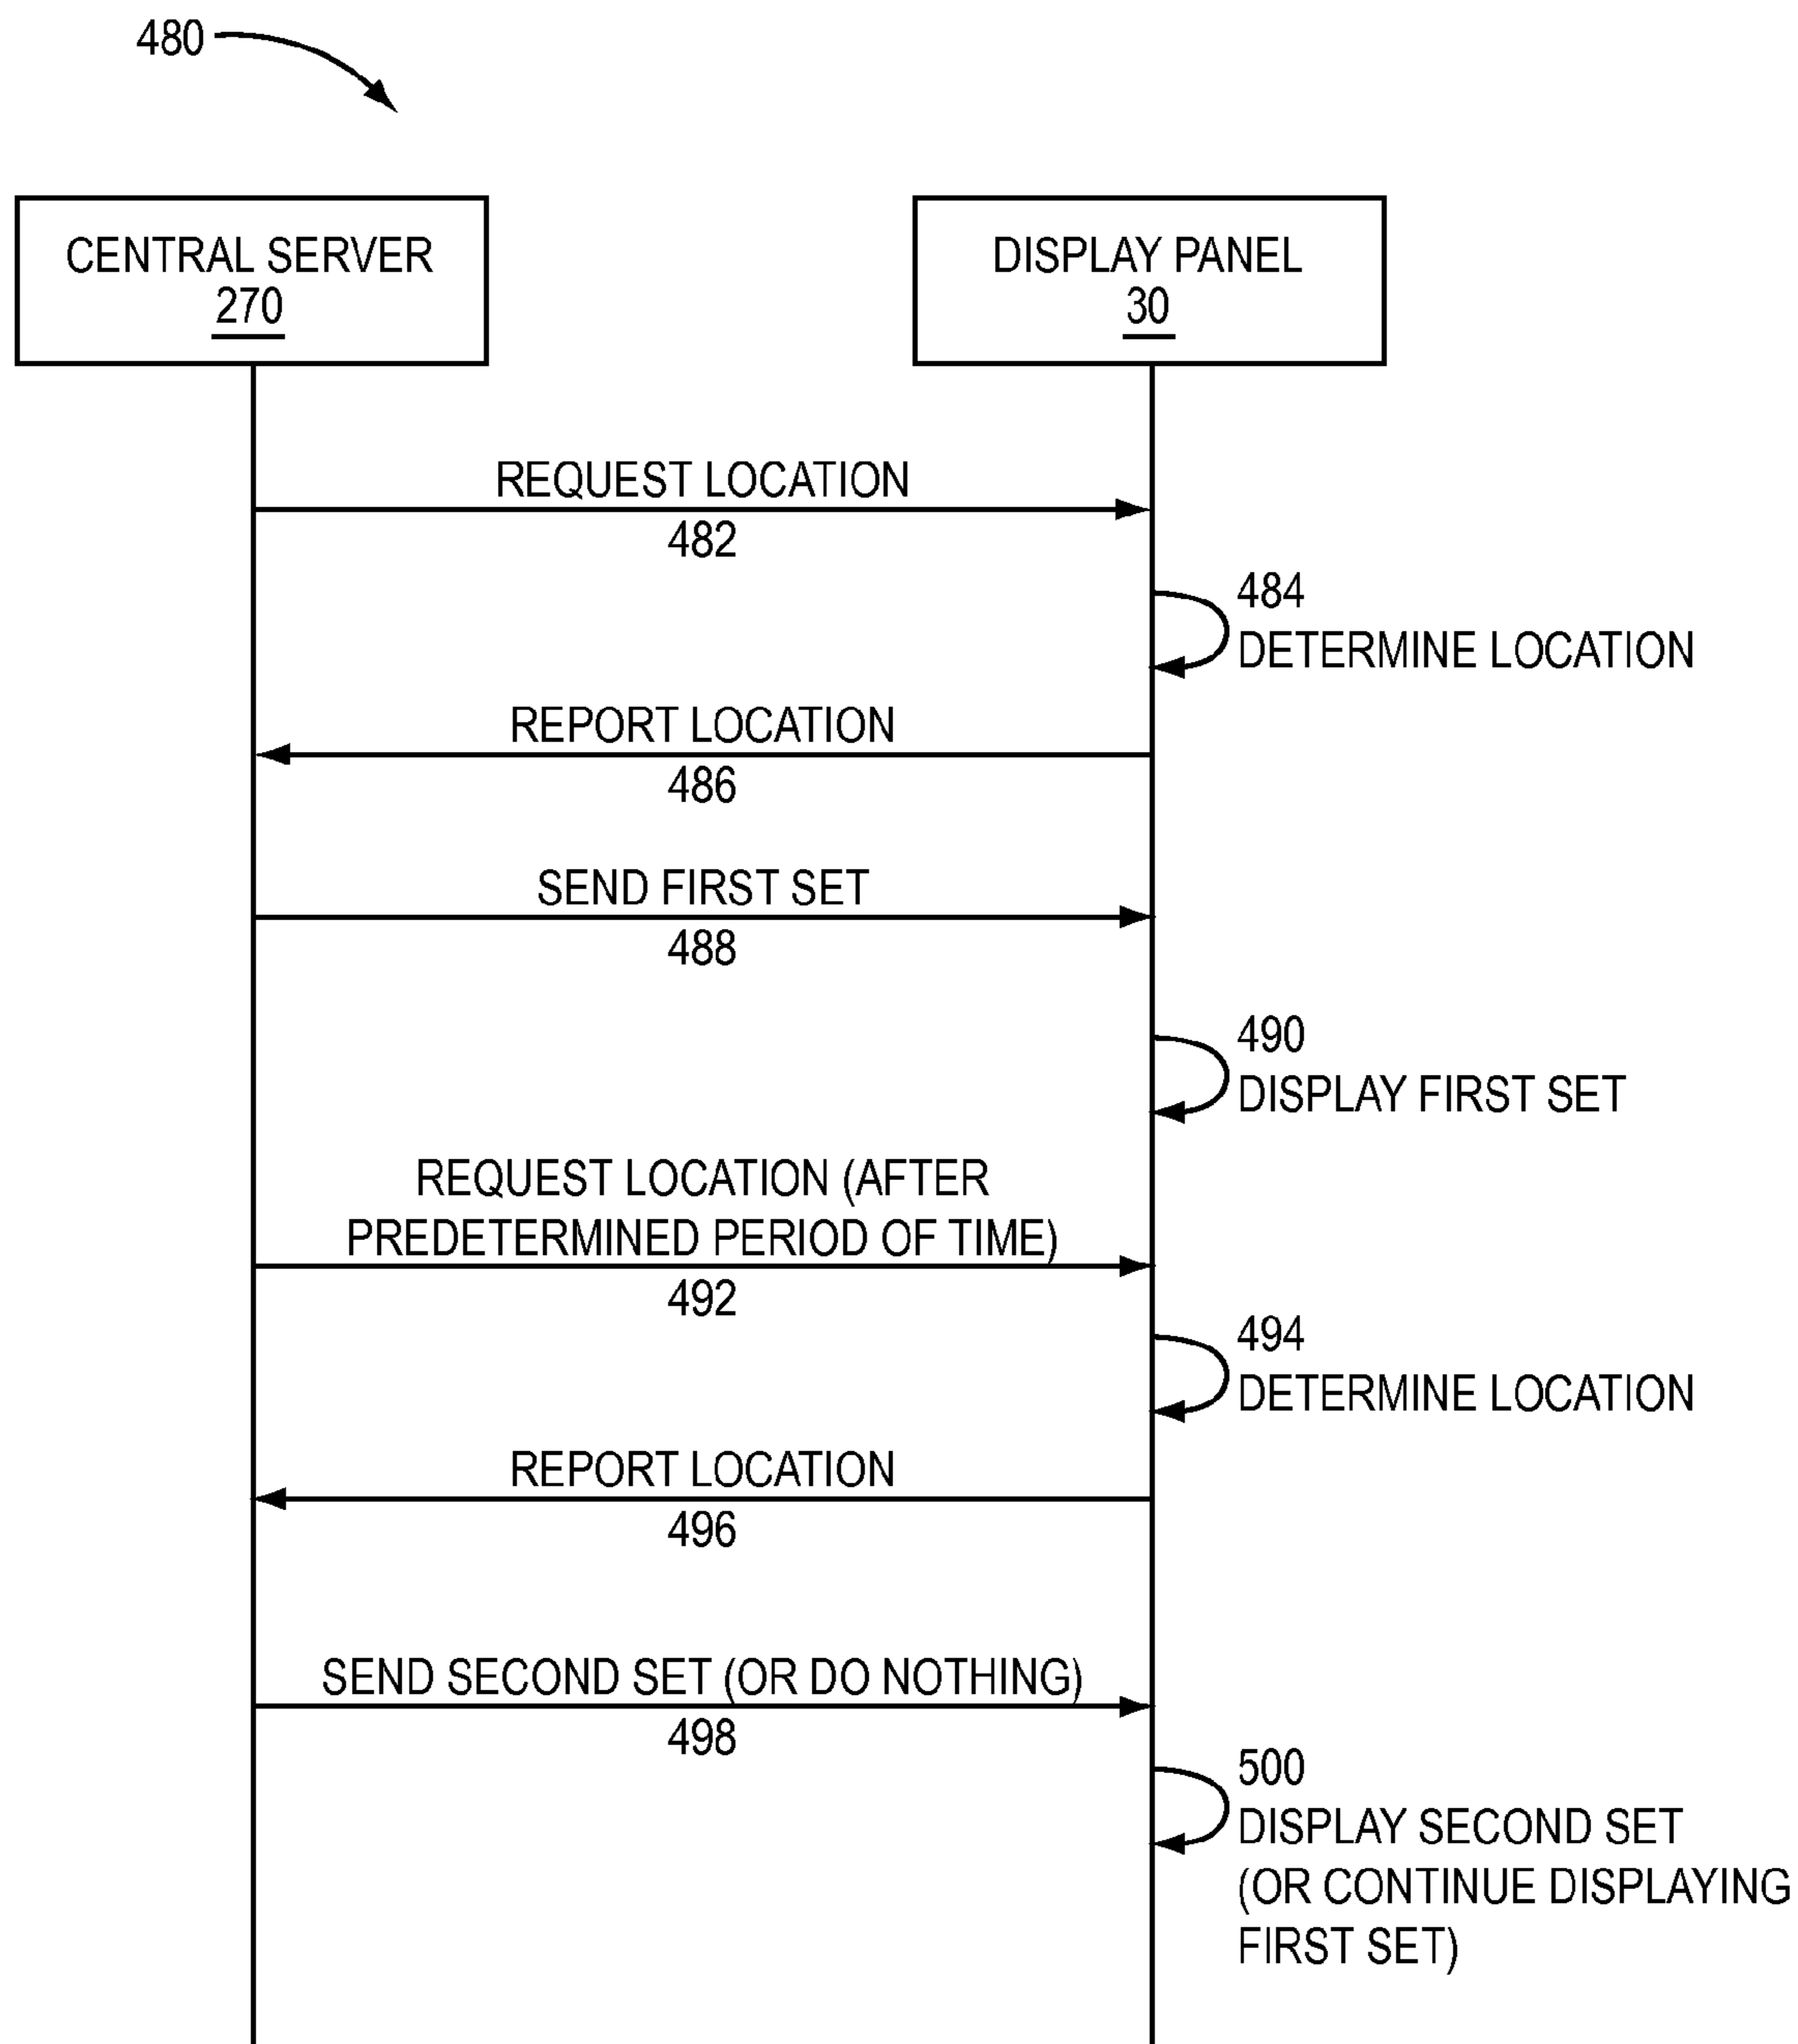 480
CENTRAL SERVER
270
DISPLAY PANEL
30
REQUEST LOCATION
482
484
DETERMINE LOCATION
REPORT LOCATION
486
SEND FIRST SET
488
490
DISPLAY FIRST SET
REQUEST LOCATION (AFTER
PREDETERMINED PERIOD OF TIME)
492
494
DETERMINE LOCATION
REPORT LOCATION
496
SEND SECOND SET (OR DO NOTHING)
498
500
DISPLAY SECOND SET
(OR CONTINUE DISPLAYING
FIRST SET)